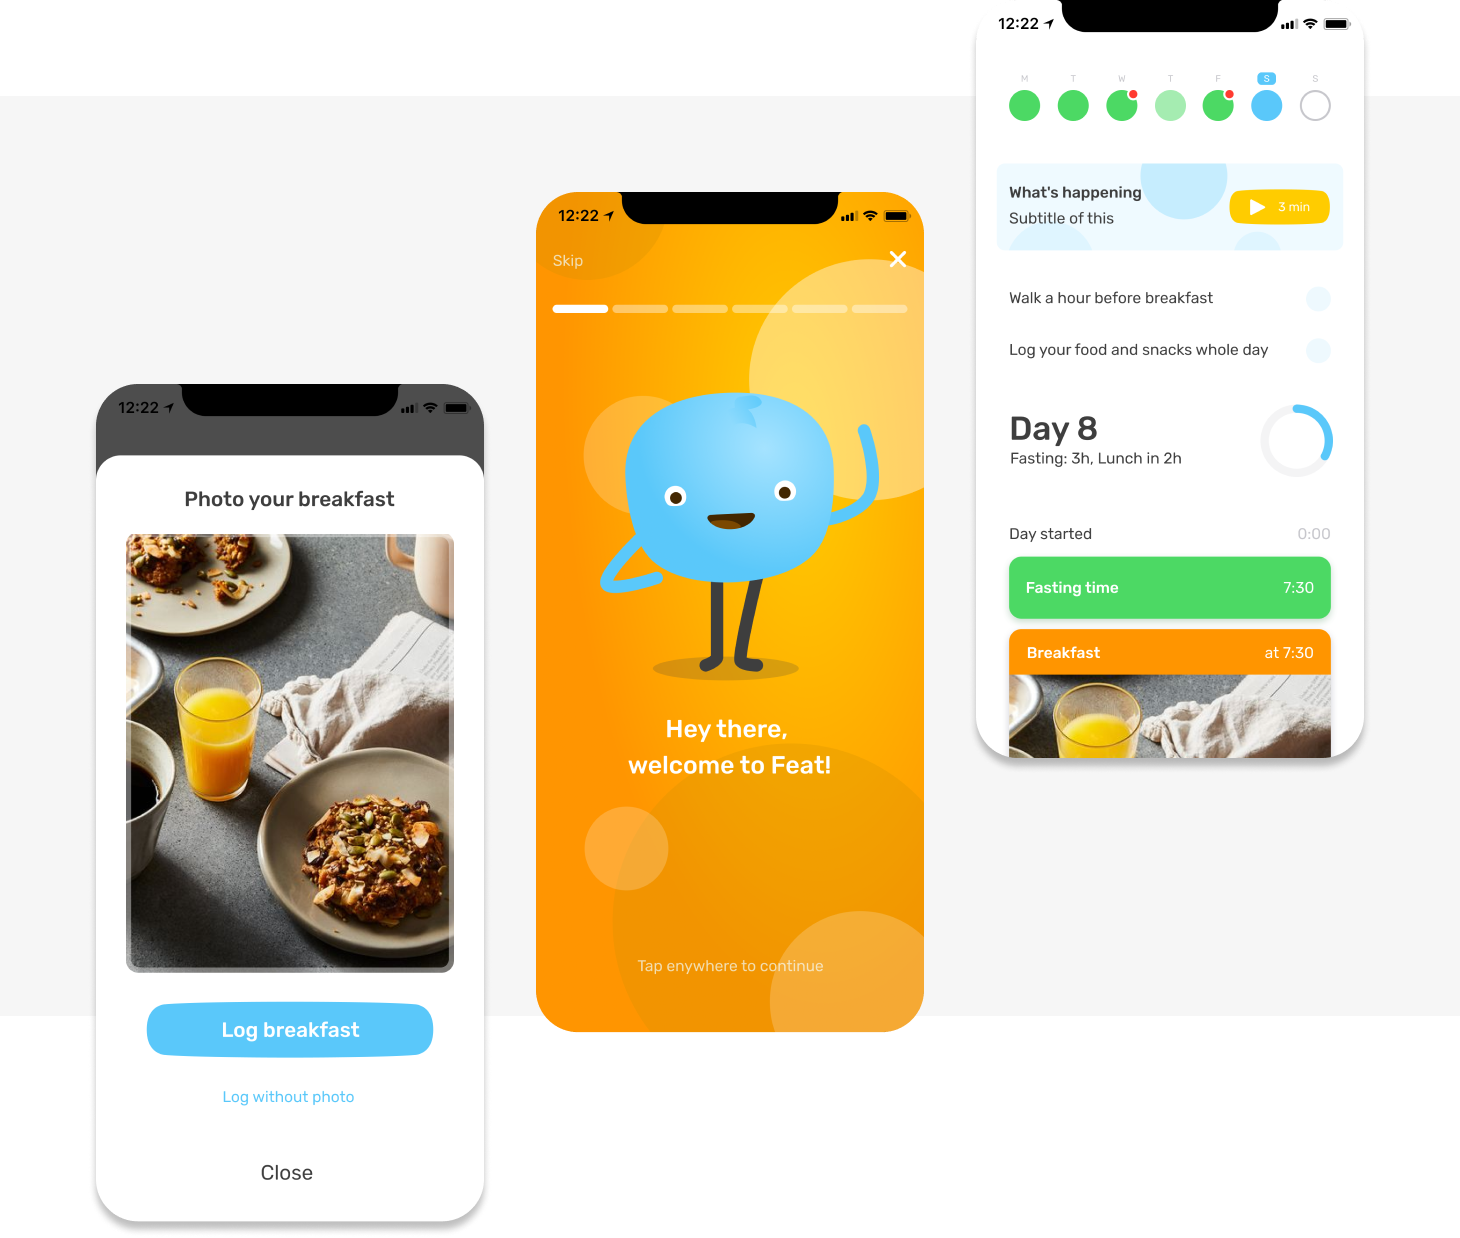 12:22
Photo your breakfast
Log breakfast
Log without photo
Close
12:22
Skip
Hey there,
welcome to Feat!
Tap enywhere to continue
12:22
M T W T F S S
What's happening
Subtitle of this
3 min
Walk a hour before breakfast
Log your food and snacks whole day
Day 8
Fasting: 3h, Lunch in 2h
Day started 0:00
Fasting time 7:30
Breakfast at 7:30